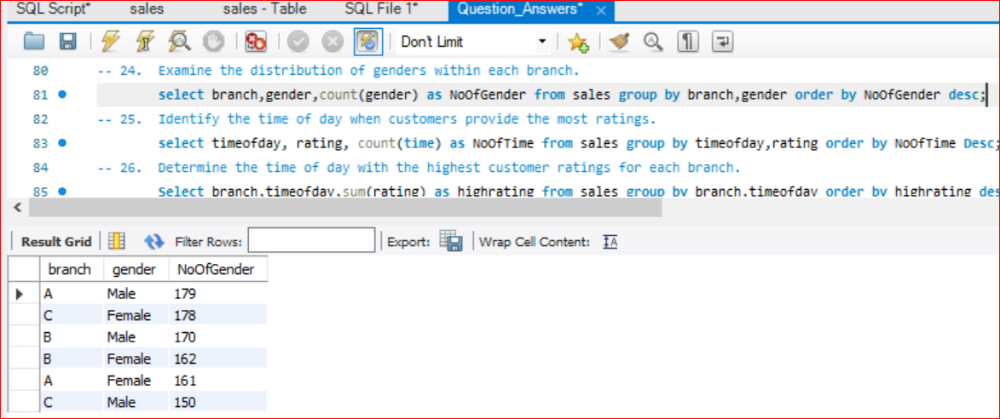 SQL Script* sales sales - Table SQL File 1* Question_Answers* ×
Don't Limit
80 -- 24. Examine the distribution of genders within each branch.
81 select branch,gender,count(gender) as NoOfGender from sales group by branch,gender order by NoOfGender desc;
82 -- 25. Identify the time of day when customers provide the most ratings.
83 select timeofday, rating, count(time) as NoOfTime from sales group by timeofday,rating order by NoOfTime Desc;
84 -- 26. Determine the time of day with the highest customer ratings for each branch.
85 Select branch,timeofday,sum(rating) as highrating from sales group by branch,timeofday order by highrating des
Result Grid Filter Rows: Export: Wrap Cell Content: IA
branch gender NoOfGender
A Male 179
C Female 178
B Male 170
B Female 162
A Female 161
C Male 150